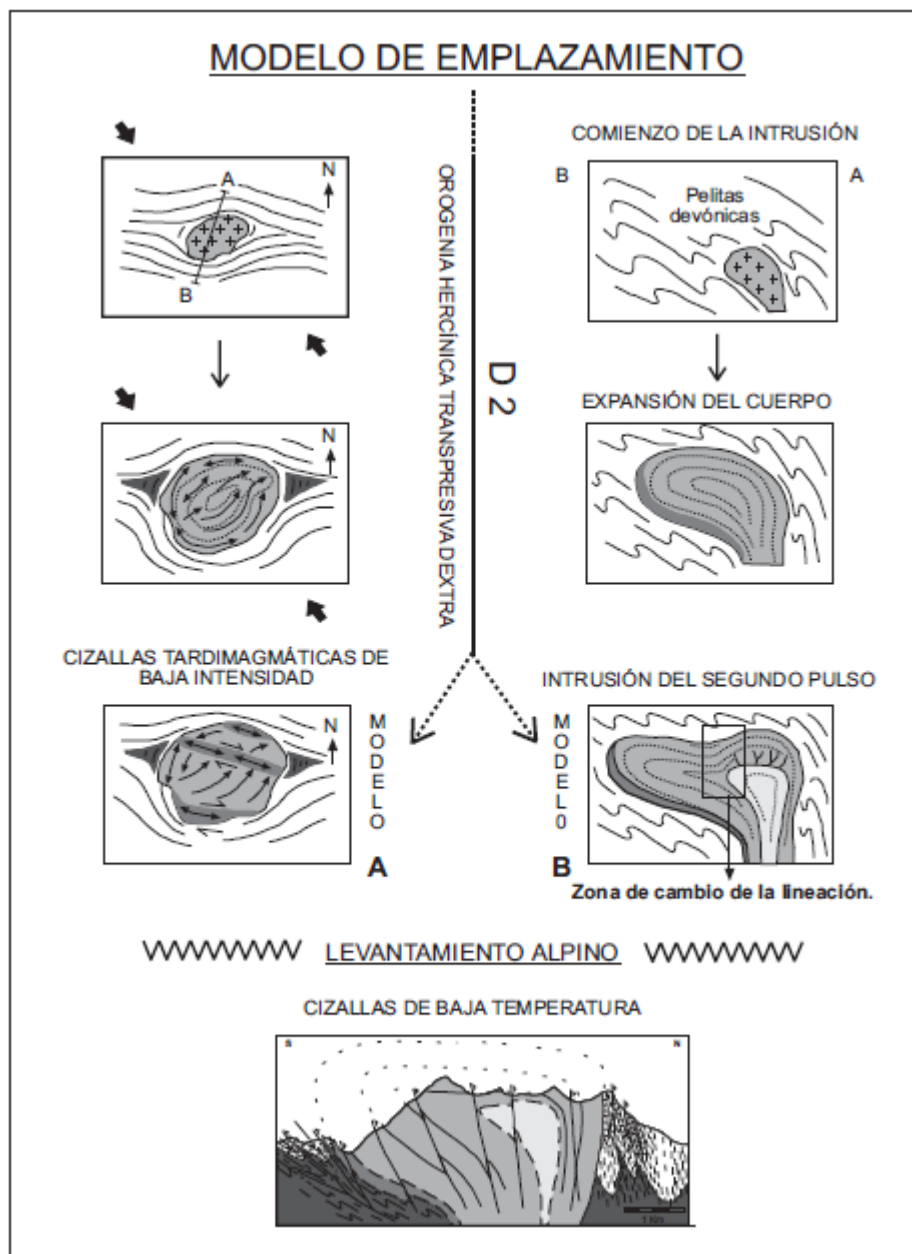 MODELO DE EMPLAZAMIENTO
N
A
B
COMIENZO DE LA INTRUSIÓN
B
A
Pelitas
devónicas
OROGENIA HERCÍNICA TRANSPRESIVA DEXTRA
D 2
N
EXPANSIÓN DEL CUERPO
CIZALLAS TARDIMAGMÁTICAS DE
BAJA INTENSIDAD
N
MODELO
A
INTRUSIÓN DEL SEGUNDO PULSO
MODELO
B
Zona de cambio de la lineación.
LEVANTAMIENTO ALPINO
CIZALLAS DE BAJA TEMPERATURA
S
N